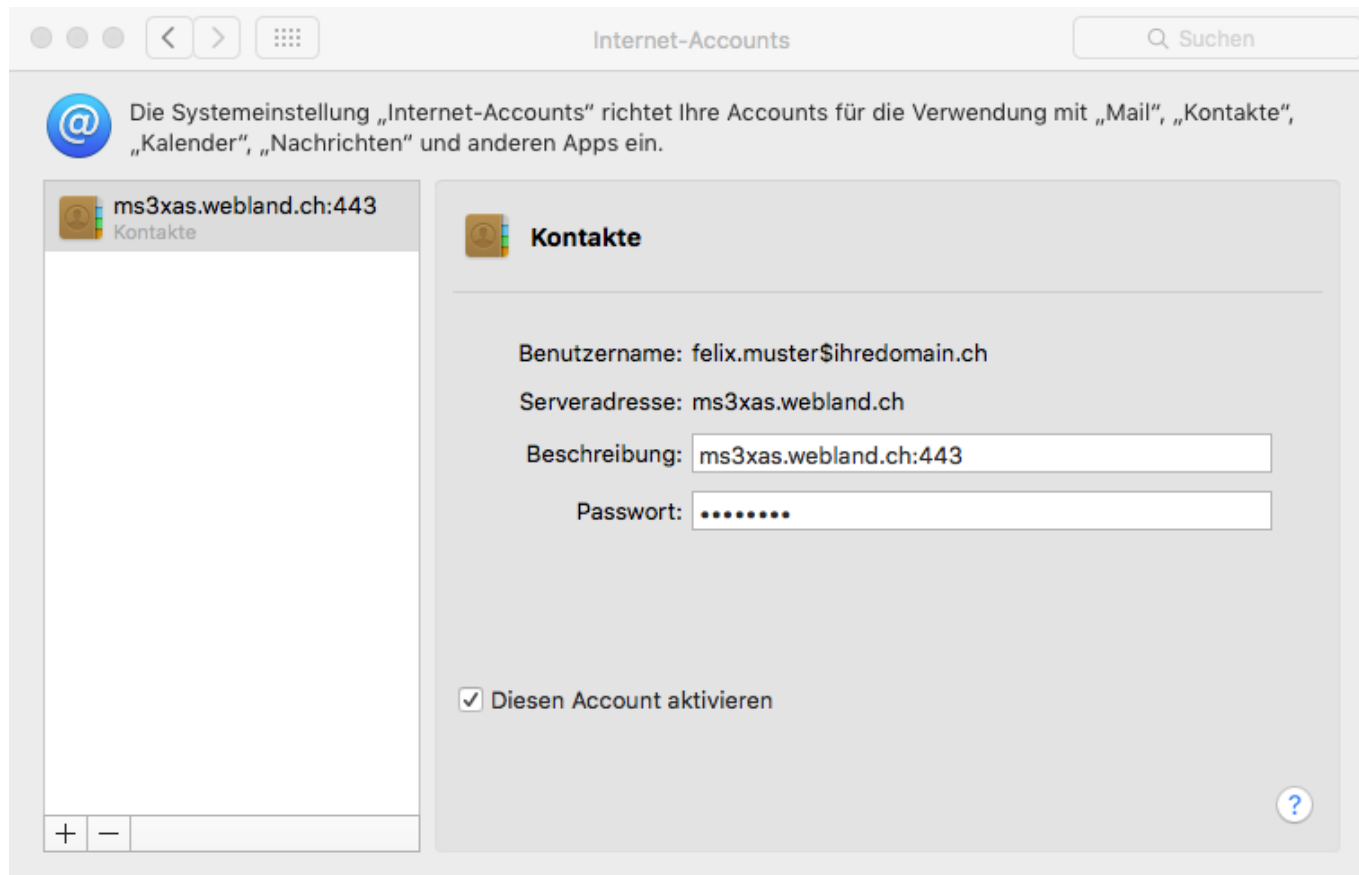 Internet-Accounts
Suchen
Die Systemeinstellung „Internet-Accounts“ richtet Ihre Accounts für die Verwendung mit „Mail“, „Kontakte“,
„Kalender“, „Nachrichten“ und anderen Apps ein.
ms3xas.webland.ch:443
Kontakte
Kontakte
Benutzername: felix.muster$ihredomain.ch
Serveradresse: ms3xas.webland.ch
Beschreibung: ms3xas.webland.ch:443
Passwort: ••••••••
Diesen Account aktivieren
?